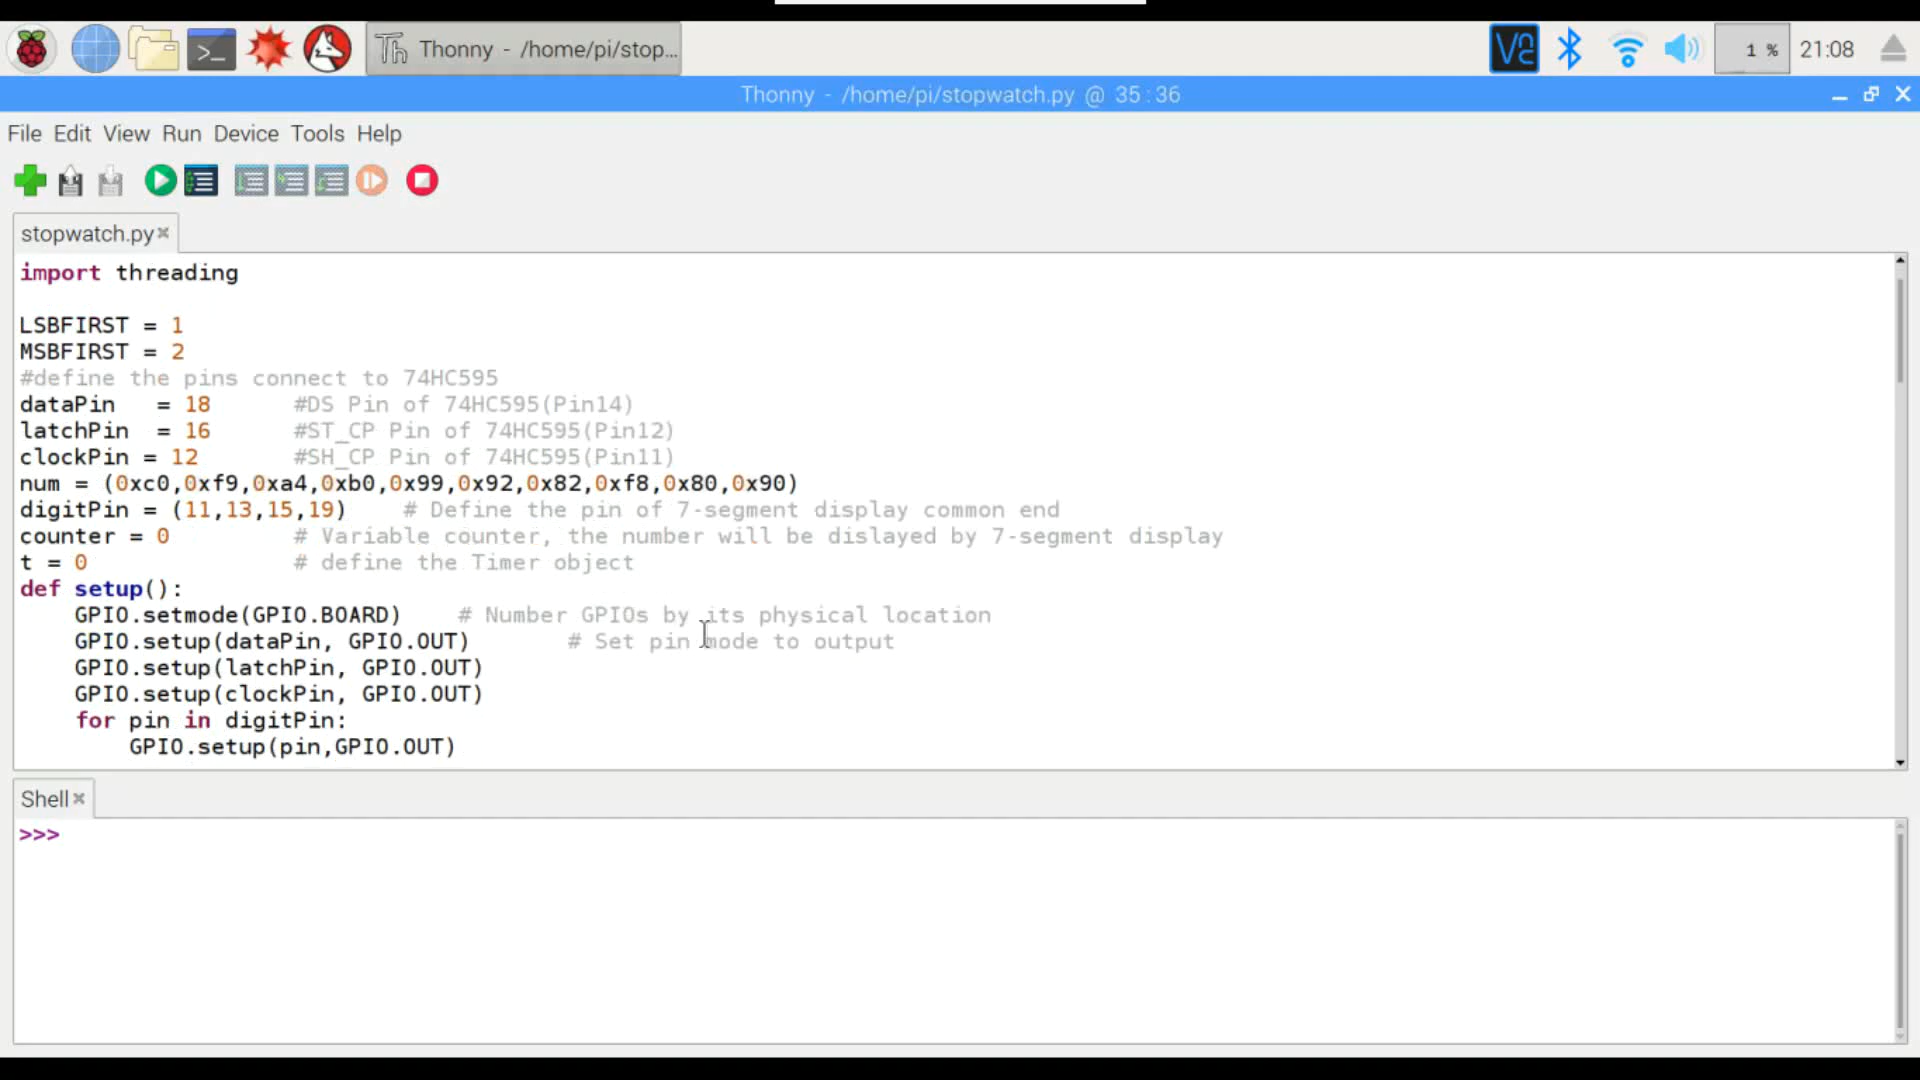 Thonny - /home/pi/stop...
1 %
21:08
Thonny - /home/pi/stopwatch.py @ 35 : 36
File Edit View Run Device Tools Help
stopwatch.py
import threading
LSBFIRST = 1
MSBFIRST = 2
#define the pins connect to 74HC595
dataPin   = 18      #DS Pin of 74HC595(Pin14)
latchPin  = 16      #ST_CP Pin of 74HC595(Pin12)
clockPin = 12       #SH_CP Pin of 74HC595(Pin11)
num = (0xc0,0xf9,0xa4,0xb0,0x99,0x92,0x82,0xf8,0x80,0x90)
digitPin = (11,13,15,19)    # Define the pin of 7-segment display common end
counter = 0         # Variable counter, the number will be dislayed by 7-segment display
t = 0               # define the Timer object
def setup():
    GPIO.setmode(GPIO.BOARD)    # Number GPIOs by its physical location
    GPIO.setup(dataPin, GPIO.OUT)       # Set pin mode to output
    GPIO.setup(latchPin, GPIO.OUT)
    GPIO.setup(clockPin, GPIO.OUT)
    for pin in digitPin:
        GPIO.setup(pin,GPIO.OUT)
Shell
>>>